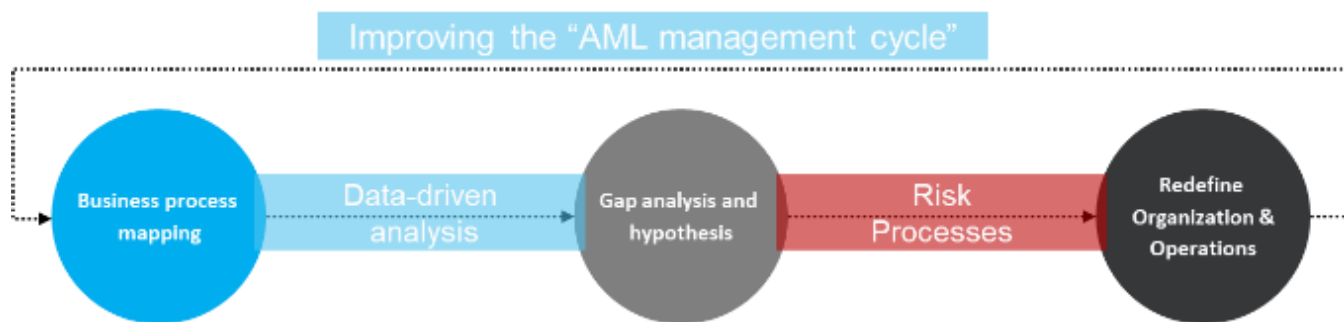 Improving the “AML management cycle”
Business process
mapping
Data-driven
analysis
Gap analysis and
hypothesis
Risk
Processes
Redefine
Organization &
Operations